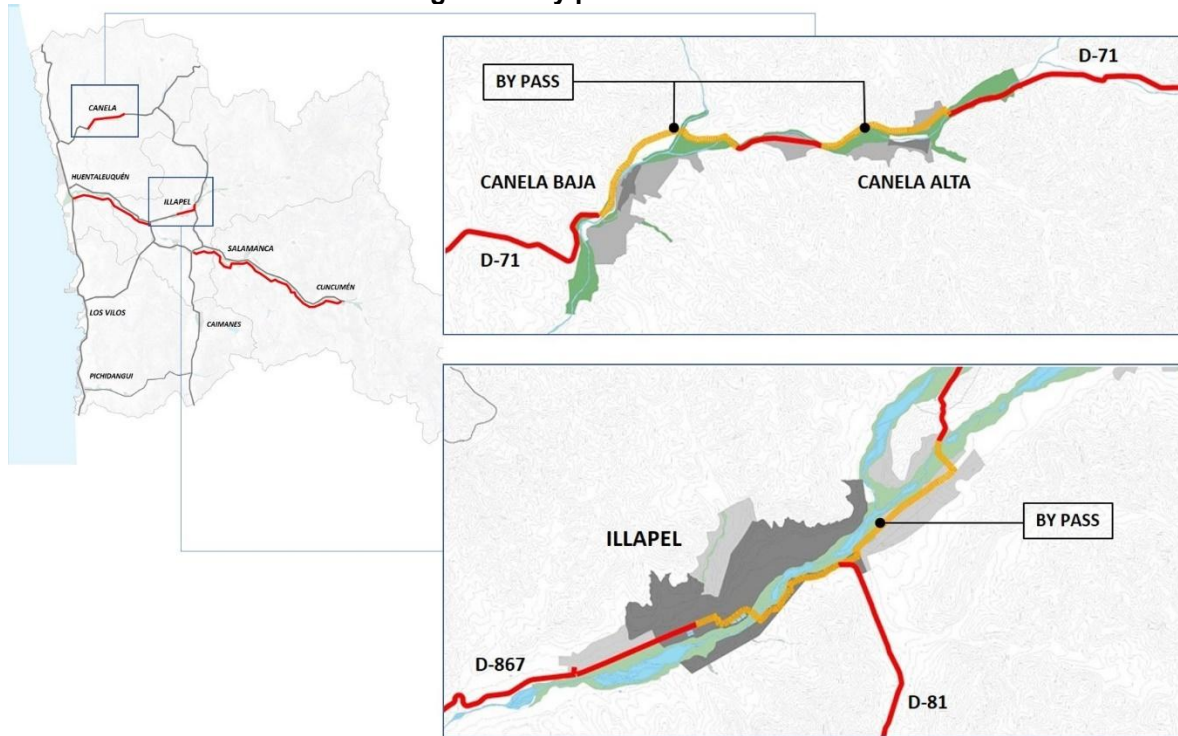 CANELA
HUENTALEUQUÉN
ILLAPEL
SALAMANCA
CUNCUMÉN
LOS VILOS
CAIMANES
PICHIDANGUI
D-71
BY PASS
CANELA BAJA
CANELA ALTA
D-71
ILLAPEL
BY PASS
D-867
D-81